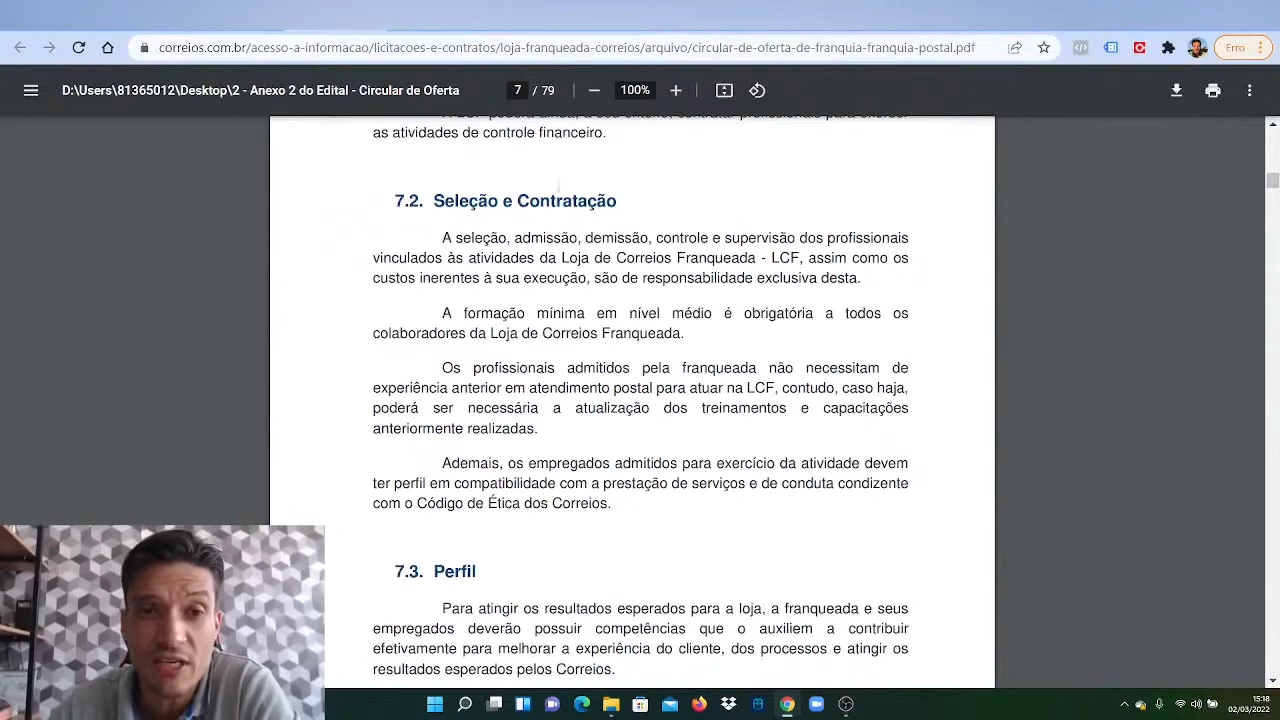 correios.com.br/acesso-a-informacao/licitacoes-e-contratos/loja-franqueada-correios/arquivo/circular-de-oferta-de-franquia-franquia-postal.pdf
Erro
D:\Users\81365012\Desktop\2 - Anexo 2 do Edital - Circular de Oferta
7 / 79
100%
as atividades de controle financeiro.
7.2. Seleção e Contratação
A seleção, admissão, demissão, controle e supervisão dos profissionais
vinculados às atividades da Loja de Correios Franqueada - LCF, assim como os
custos inerentes à sua execução, são de responsabilidade exclusiva desta.
A formação mínima em nível médio é obrigatória a todos os
colaboradores da Loja de Correios Franqueada.
Os profissionais admitidos pela franqueada não necessitam de
experiência anterior em atendimento postal para atuar na LCF, contudo, caso haja,
poderá ser necessária a atualização dos treinamentos e capacitações
anteriormente realizadas.
Ademais, os empregados admitidos para exercício da atividade devem
ter perfil em compatibilidade com a prestação de serviços e de conduta condizente
com o Código de Ética dos Correios.
7.3. Perfil
Para atingir os resultados esperados para a loja, a franqueada e seus
empregados deverão possuir competências que o auxiliem a contribuir
efetivamente para melhorar a experiência do cliente, dos processos e atingir os
resultados esperados pelos Correios.
15:18
02/03/2022